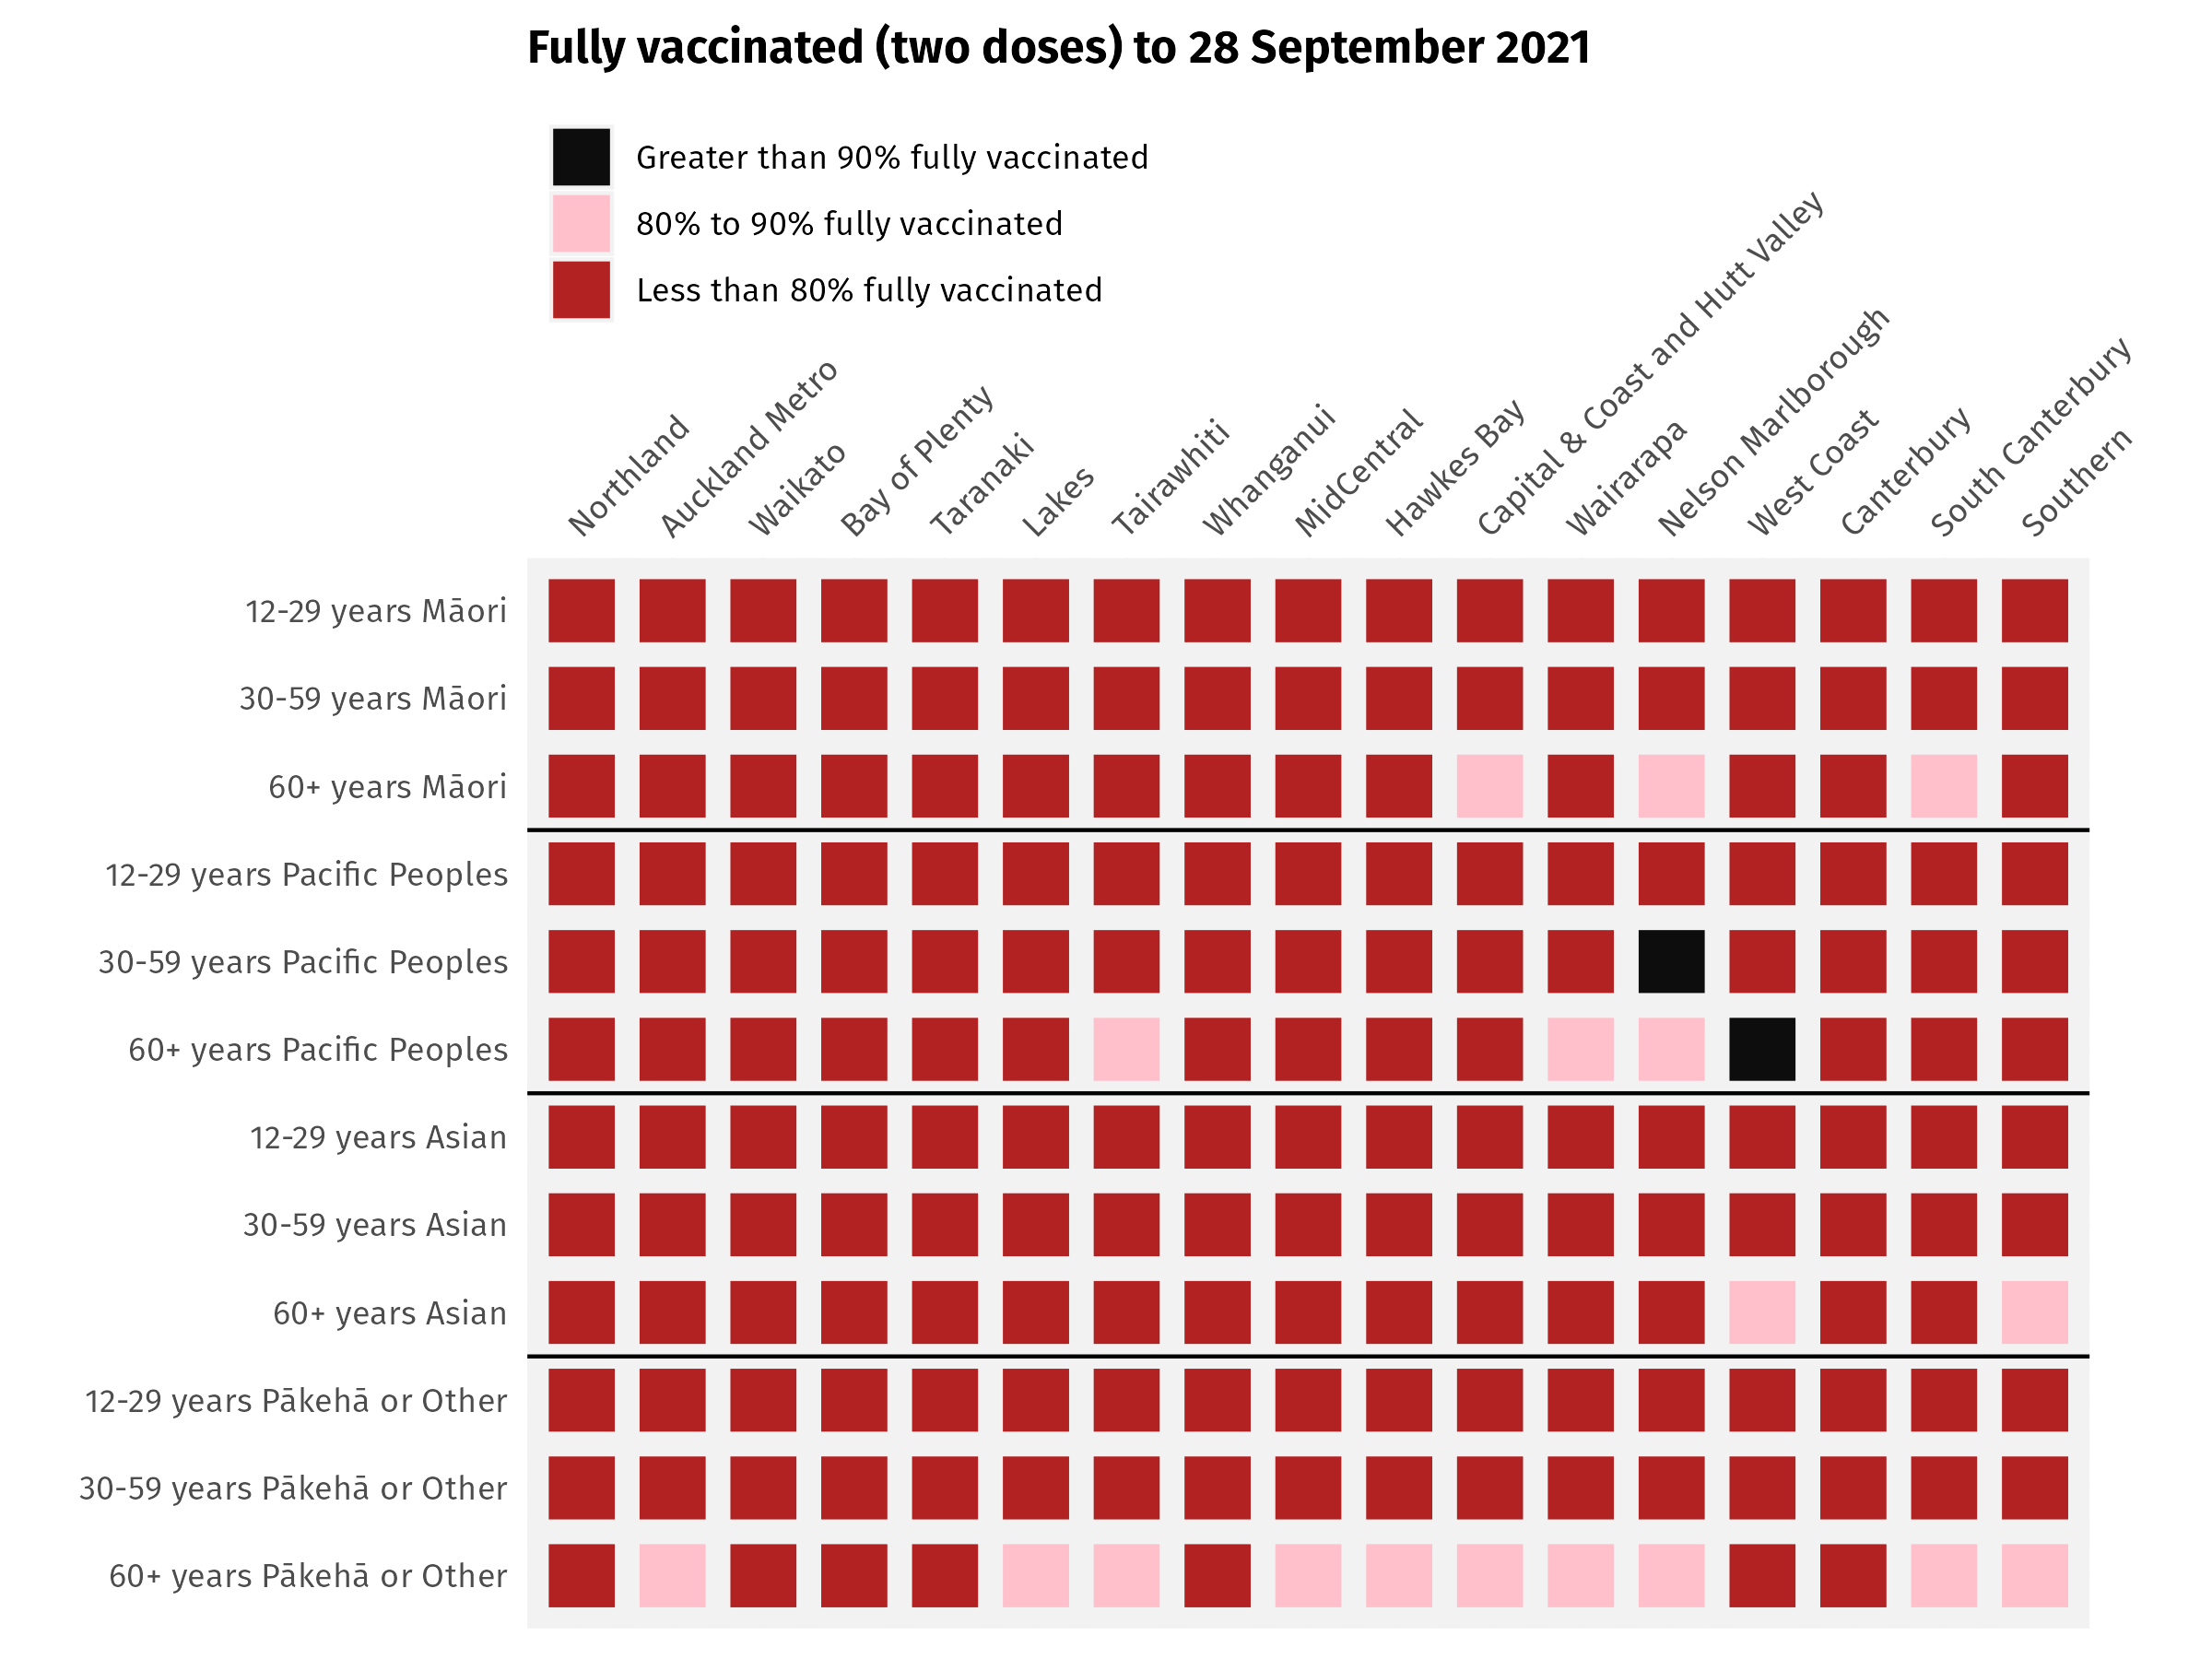 Fully vaccinated (two doses) to 28 September 2021
Greater than 90% fully vaccinated
80% to 90% fully vaccinated
Less than 80% fully vaccinated
Northland
Auckland Metro
Waikato
Bay of Plenty
Taranaki
Lakes
Tairawhiti
Whanganui
MidCentral
Hawkes Bay
Capital & Coast and Hutt Valley
Wairarapa
Nelson Marlborough
West Coast
Canterbury
South Canterbury
Southern
12-29 years Māori
30-59 years Māori
60+ years Māori
12-29 years Pacific Peoples
30-59 years Pacific Peoples
60+ years Pacific Peoples
12-29 years Asian
30-59 years Asian
60+ years Asian
12-29 years Pākehā or Other
30-59 years Pākehā or Other
60+ years Pākehā or Other